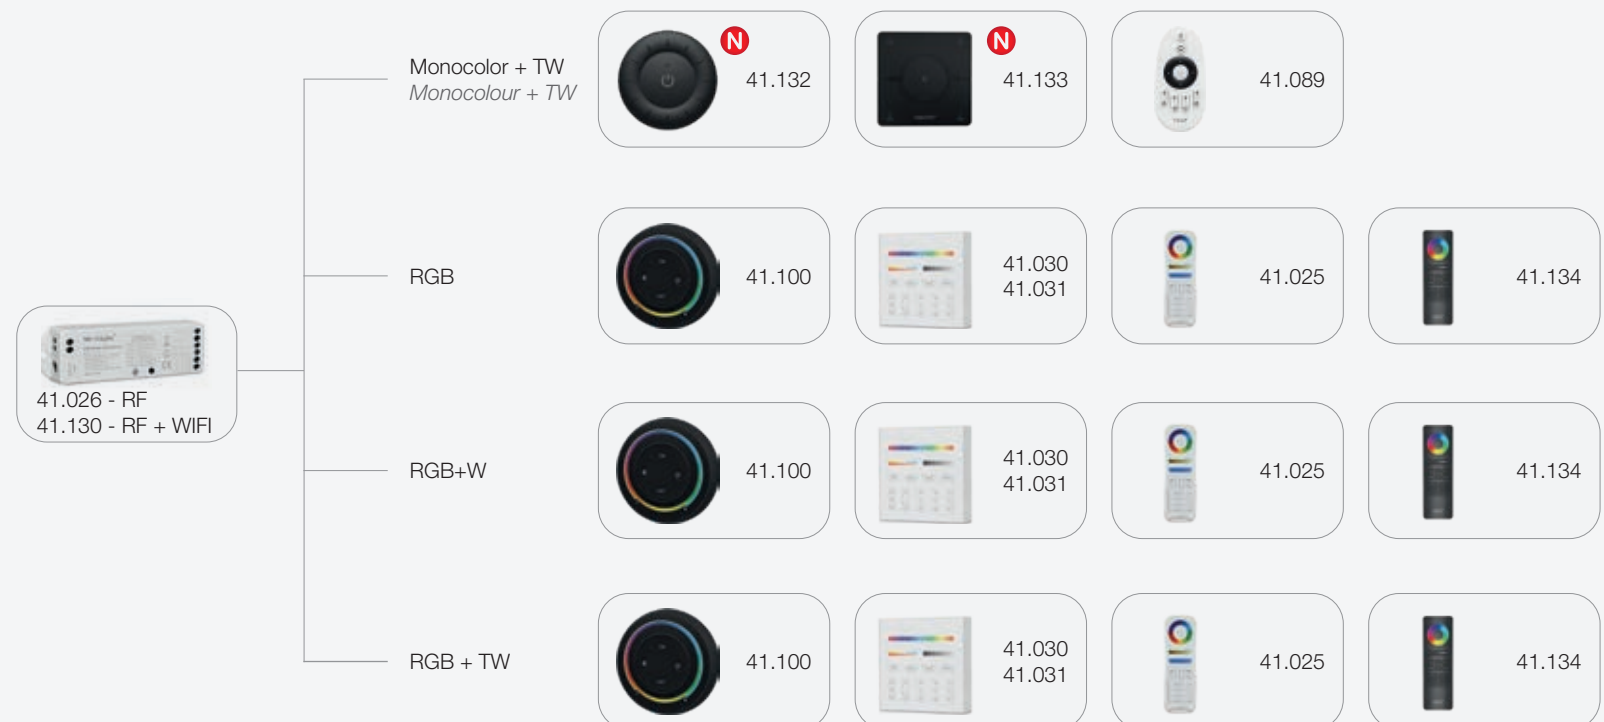 Monocolor + TW
Monocolour + TW
N
41.132
N
41.133
41.089
RGB
41.100
41.030
41.031
41.025
41.134
41.026 - RF
41.130 - RF + WIFI
RGB+W
41.100
41.030
41.031
41.025
41.134
RGB + TW
41.100
41.030
41.031
41.025
41.134